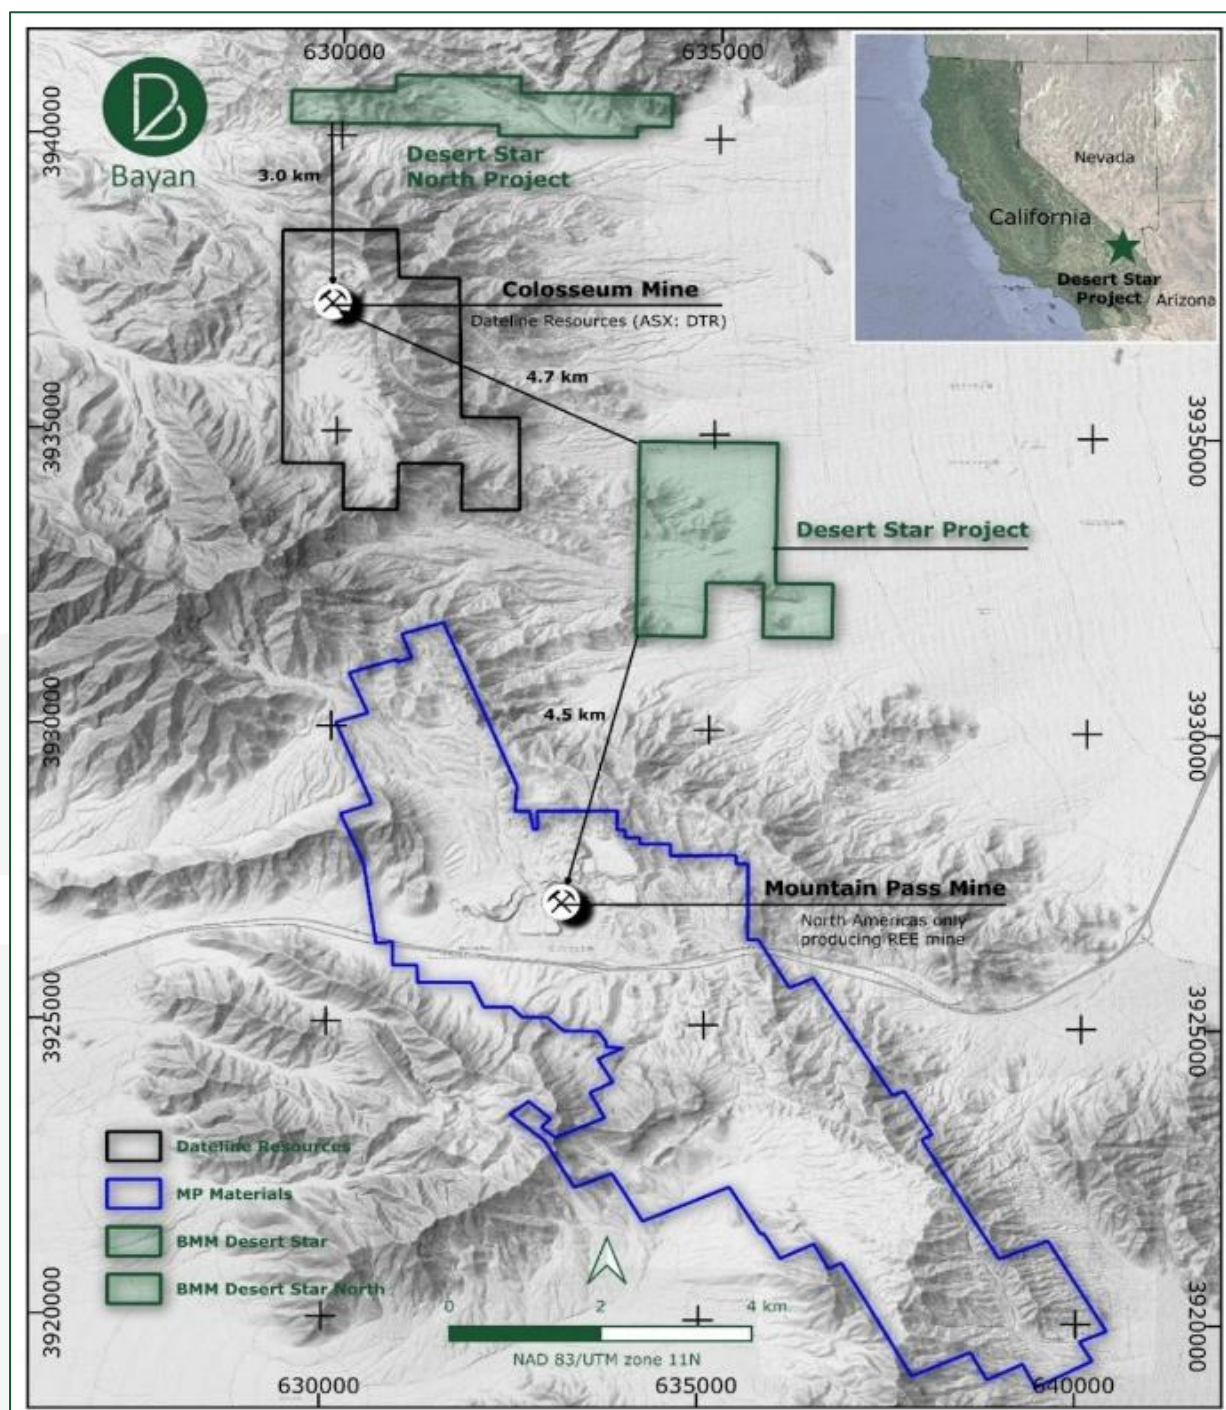 630000
635000
Bayan
3940000
3.0 km
Desert Star
North Project
Nevada
California
Desert Star
Project
Arizona
Colosseum Mine
Dateline Resources (ASX: DTR)
4.7 km
3935000
3935000
Desert Star Project
4.5 km
3930000
3930000
Mountain Pass Mine
North Americas only
producing REE mine
3925000
3925000
Dateline Resources
MP Materials
BMM Desert Star
BMM Desert Star North
0 2 4 km
NAD 83/UTM zone 11N
3920000
3920000
630000
635000
640000